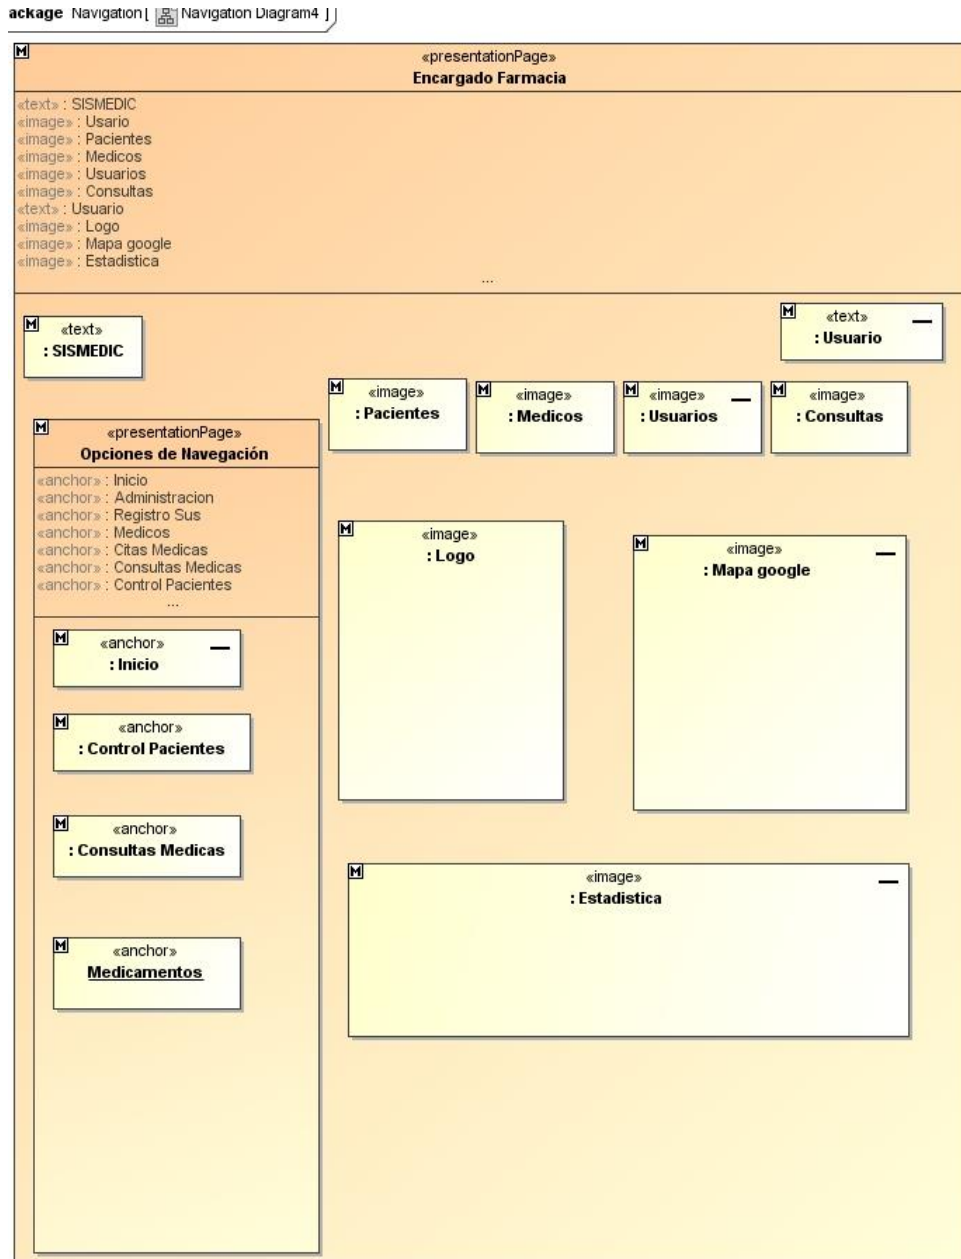 ackage Navigation [ Navigation Diagram4 ]
M
«presentationPage»
Encargado Farmacia
«text» : SISMEDIC
«image» : Usario
«image» : Pacientes
«image» : Medicos
«image» : Usuarios
«image» : Consultas
«text» : Usuario
«image» : Logo
«image» : Mapa google
«image» : Estadistica
...
M
«text»
: SISMEDIC
M
«text»
: Usuario
M
«image»
: Pacientes
M
«image»
: Medicos
M
«image»
: Usuarios
M
«image»
: Consultas
M
«presentationPage»
Opciones de Navegación
«anchor» : Inicio
«anchor» : Administracion
«anchor» : Registro Sus
«anchor» : Medicos
«anchor» : Citas Medicas
«anchor» : Consultas Medicas
«anchor» : Control Pacientes
...
M
«anchor»
: Inicio
M
«anchor»
: Control Pacientes
M
«anchor»
: Consultas Medicas
M
«anchor»
Medicamentos
M
«image»
: Logo
M
«image»
: Mapa google
M
«image»
: Estadistica